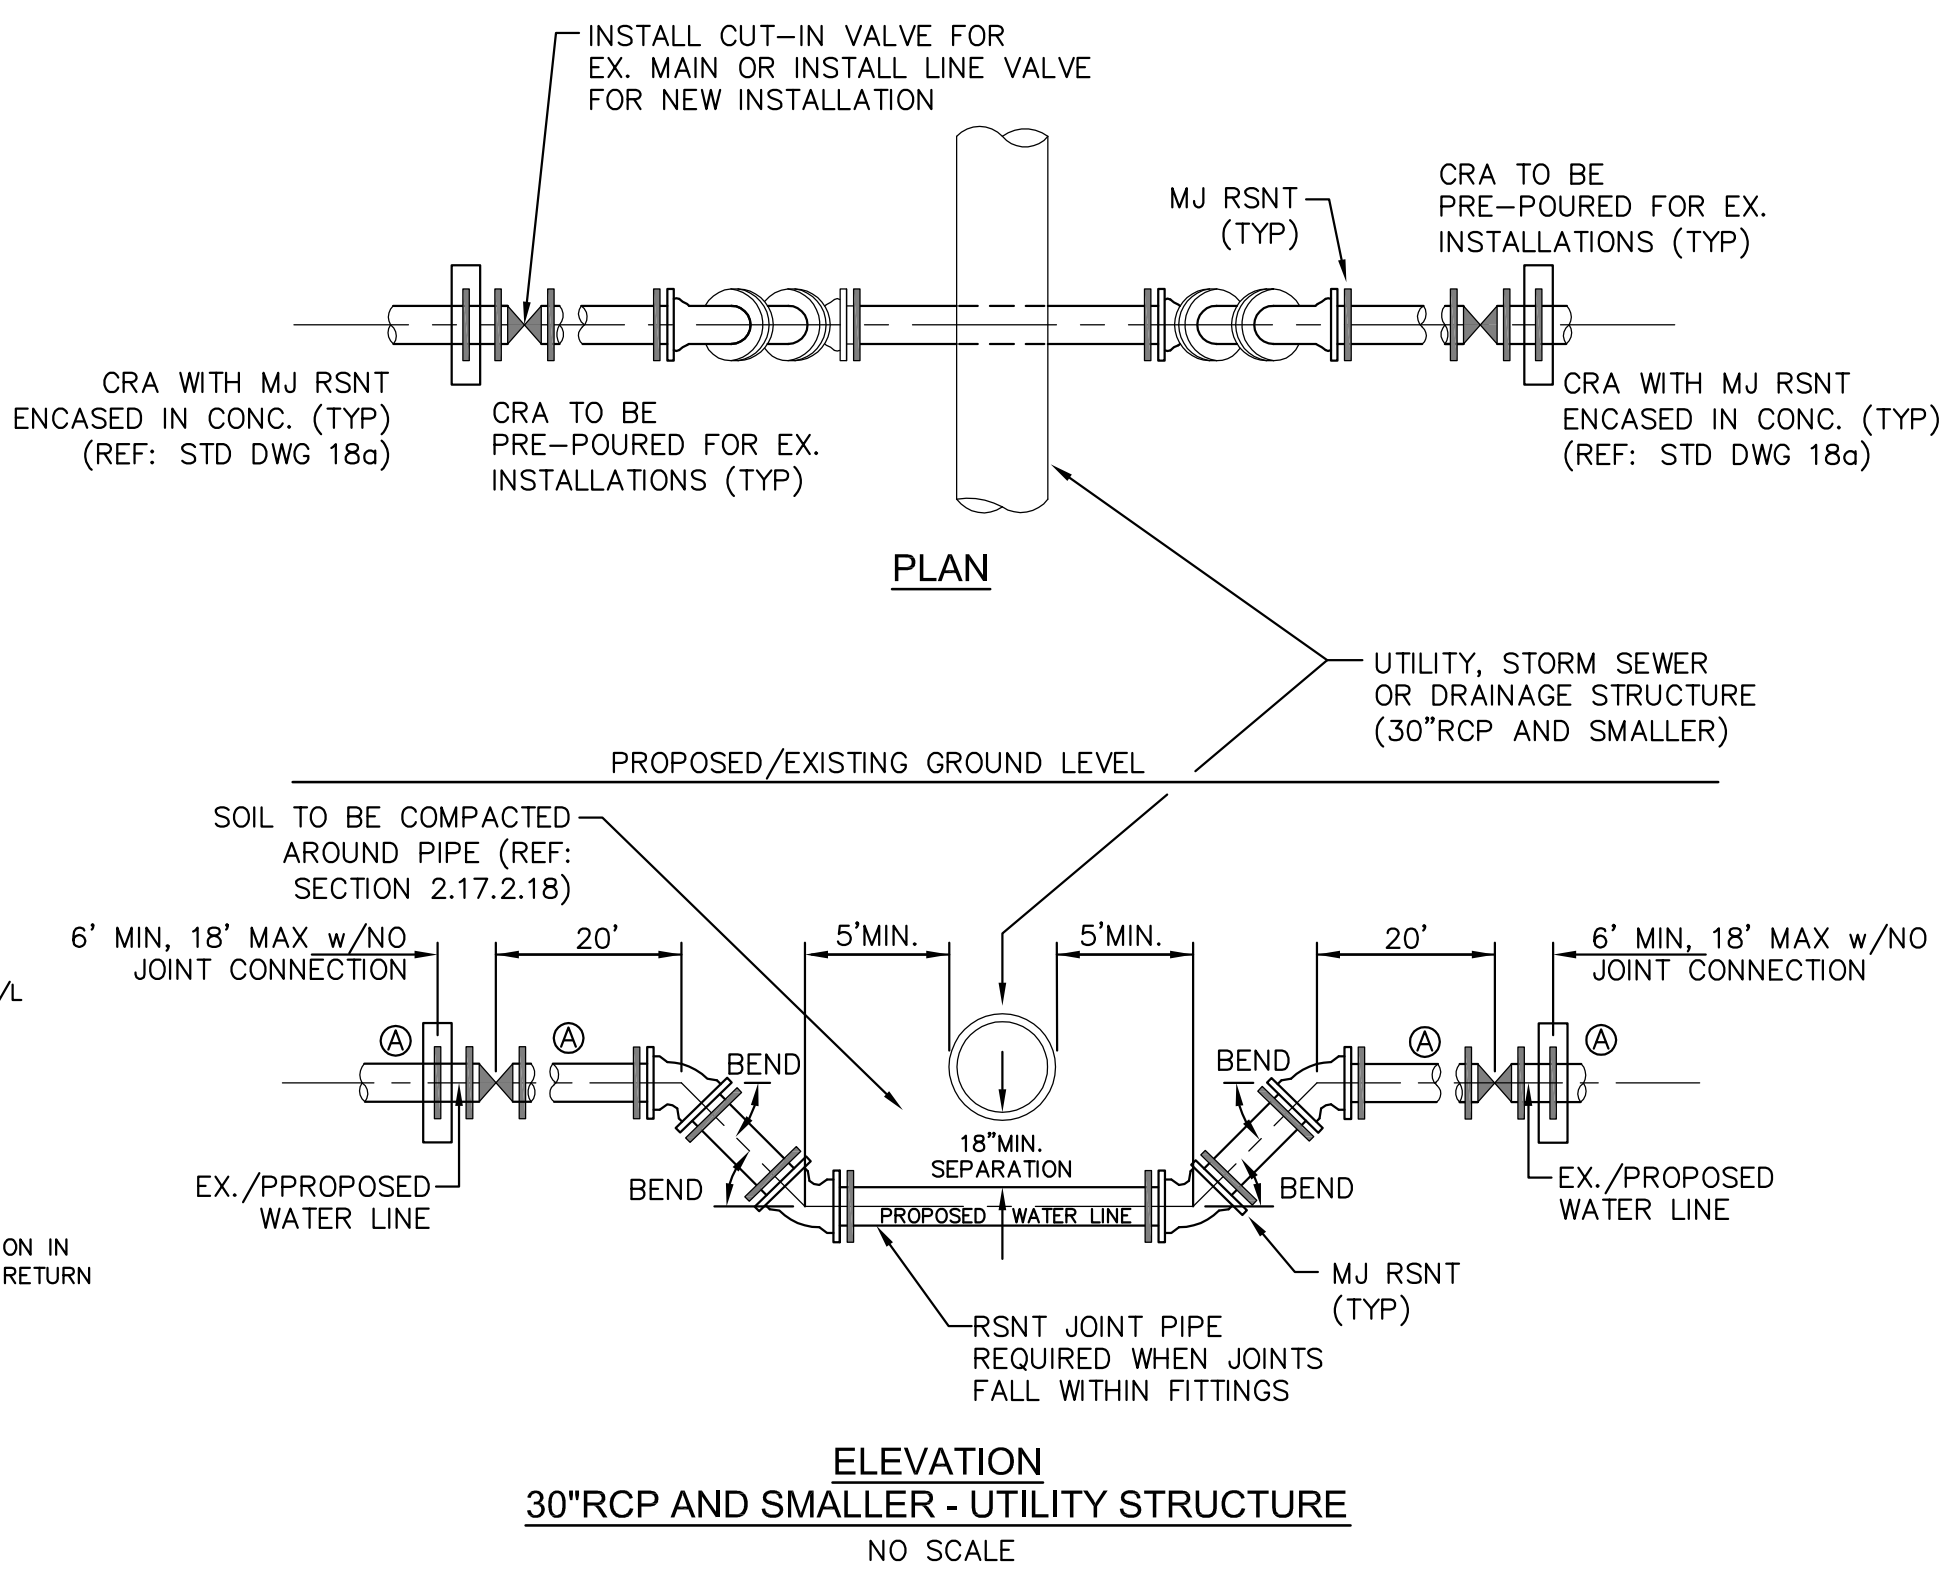 INSTALL CUT-IN VALVE FOR
EX. MAIN OR INSTALL LINE VALVE
FOR NEW INSTALLATION
MJ RSNT
(TYP)
CRA TO BE
PRE-POURED FOR EX.
INSTALLATIONS (TYP)
CRA WITH MJ RSNT
ENCASED IN CONC. (TYP)
(REF: STD DWG 18a)
CRA TO BE
PRE-POURED FOR EX.
INSTALLATIONS (TYP)
CRA WITH MJ RSNT
ENCASED IN CONC. (TYP)
(REF: STD DWG 18a)
PLAN
UTILITY, STORM SEWER
OR DRAINAGE STRUCTURE
(30"RCP AND SMALLER)
PROPOSED/EXISTING GROUND LEVEL
SOIL TO BE COMPACTED
AROUND PIPE (REF:
SECTION 2.17.2.18)
6' MIN, 18' MAX w/NO
JOINT CONNECTION
20'
5'MIN.
5'MIN.
20'
6' MIN, 18' MAX w/NO
JOINT CONNECTION
/L
A
A
BEND
BEND
A
A
18"MIN.
SEPARATION
EX./PPROPOSED
WATER LINE
BEND
BEND
EX./PROPOSED
WATER LINE
PROPOSED WATER LINE
ON IN
RETURN
MJ RSNT
(TYP)
RSNT JOINT PIPE
REQUIRED WHEN JOINTS
FALL WITHIN FITTINGS
ELEVATION
30"RCP AND SMALLER - UTILITY STRUCTURE
NO SCALE